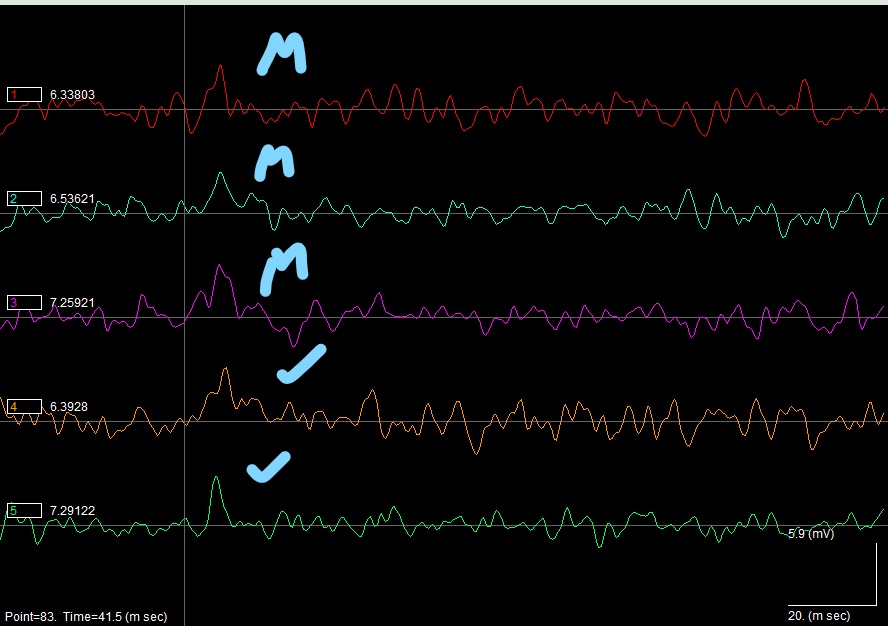 M
1 6.33803
M
2 6.53621
M
3 7.25921
4 6.3928
5 7.29122
5.9 (mV)
Point=83. Time=41.5 (m sec)
20. (m sec)